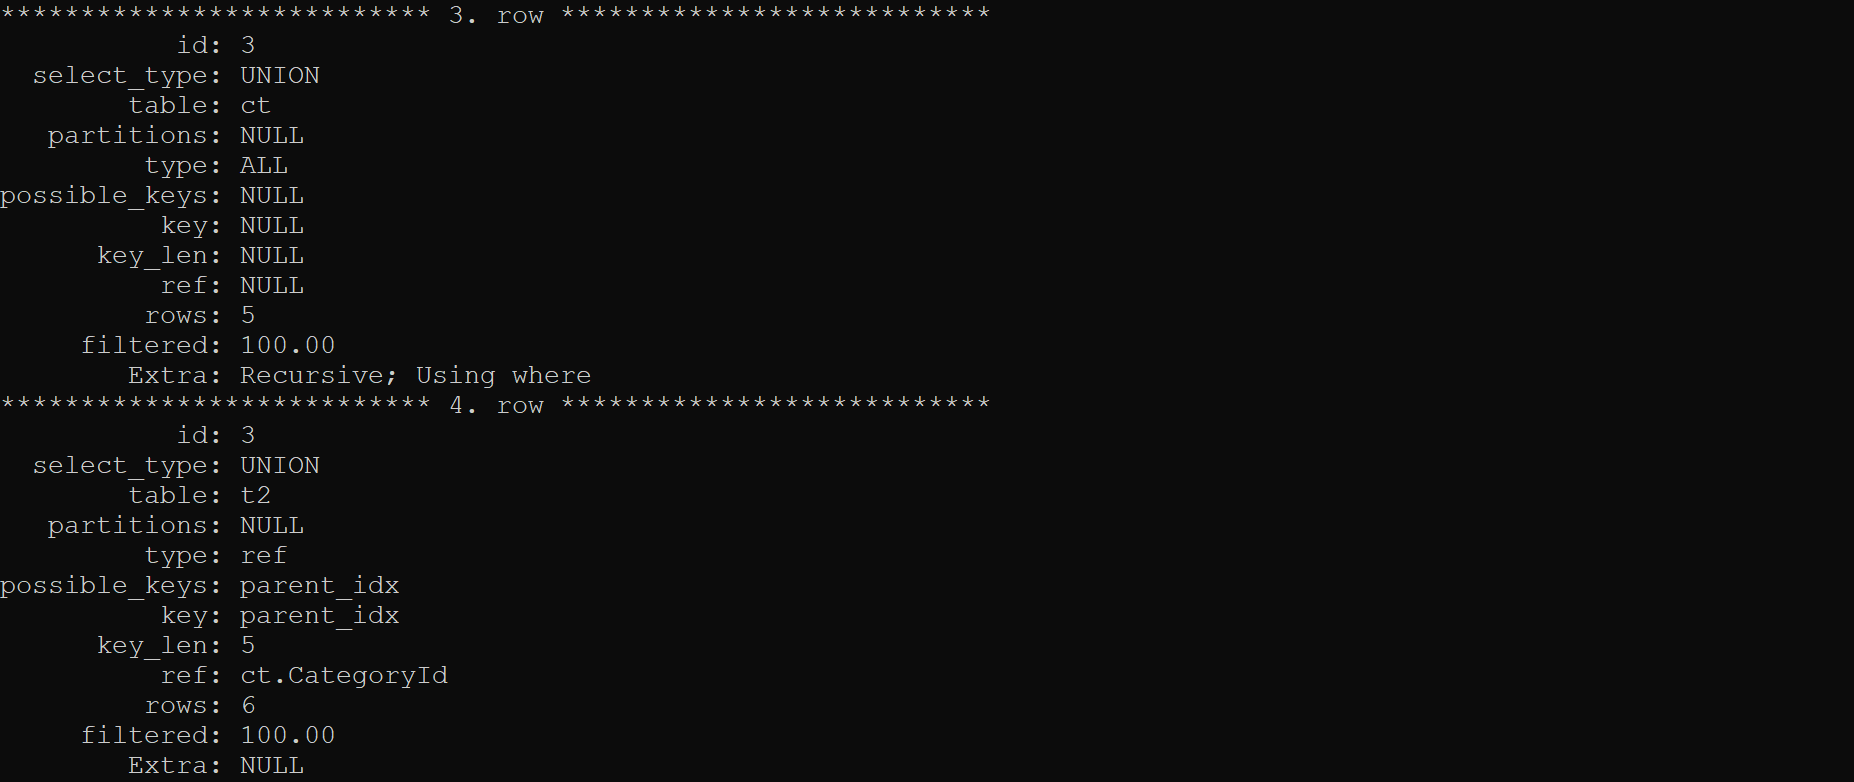 *************************** 3. row ***************************
           id: 3
  select_type: UNION
        table: ct
   partitions: NULL
         type: ALL
possible_keys: NULL
          key: NULL
      key_len: NULL
          ref: NULL
         rows: 5
     filtered: 100.00
        Extra: Recursive; Using where
*************************** 4. row ***************************
           id: 3
  select_type: UNION
        table: t2
   partitions: NULL
         type: ref
possible_keys: parent_idx
          key: parent_idx
      key_len: 5
          ref: ct.CategoryId
         rows: 6
     filtered: 100.00
        Extra: NULL